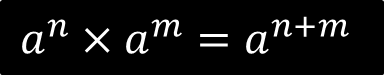 aⁿ × aᵐ = aⁿ⁺ᵐ